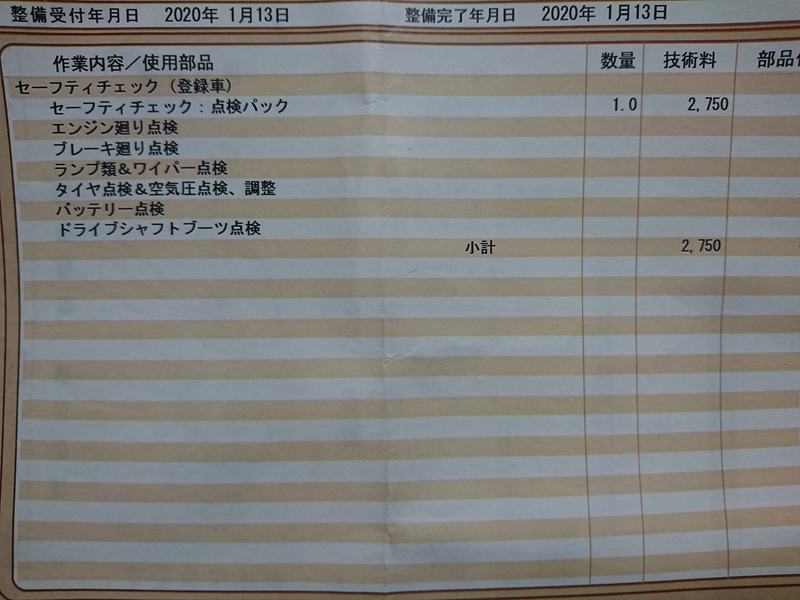 整備受付年月日 2020年 1月13日 整備完了年月日 2020年 1月13日
作業内容／使用部品 数量 技術料 部品
セーフティチェック（登録車）
セーフティチェック：点検パック 1.0 2,750
エンジン廻り点検
ブレーキ廻り点検
ランプ類＆ワイパー点検
タイヤ点検＆空気圧点検、調整
バッテリー点検
ドライブシャフトブーツ点検
小計 2,750